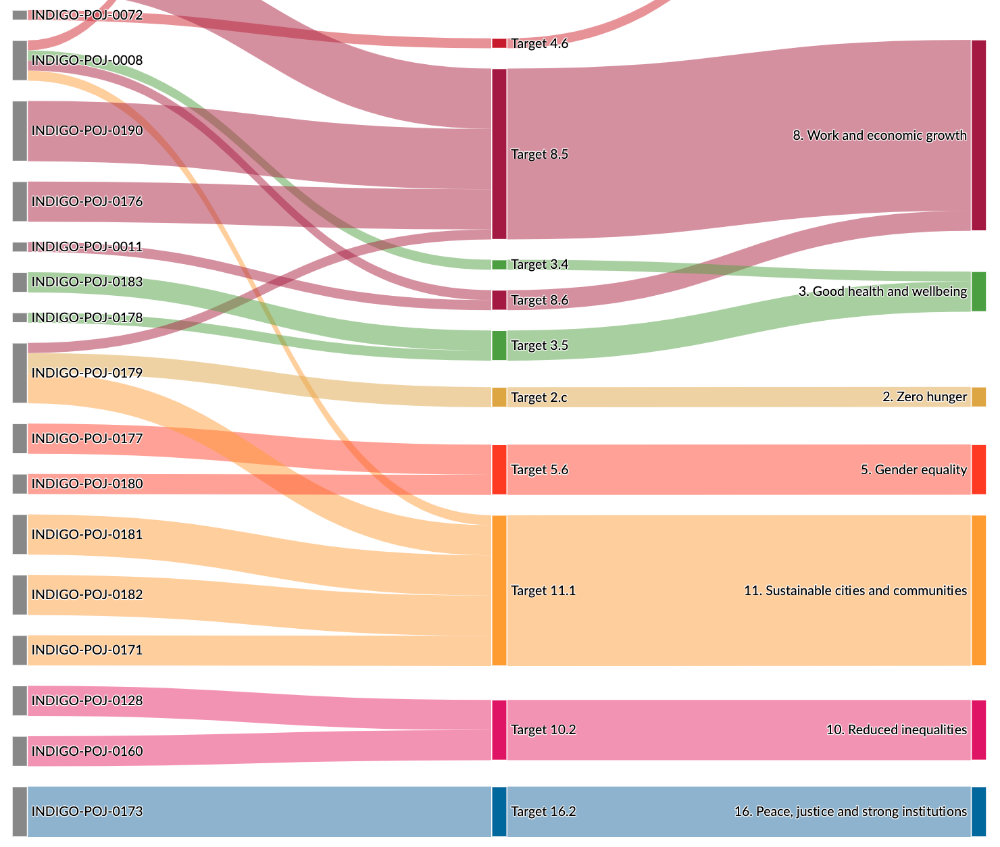 INDIGO-POJ-0072
INDIGO-POJ-0008
INDIGO-POJ-0190
INDIGO-POJ-0176
INDIGO-POJ-0011
INDIGO-POJ-0183
INDIGO-POJ-0178
INDIGO-POJ-0179
INDIGO-POJ-0177
INDIGO-POJ-0180
INDIGO-POJ-0181
INDIGO-POJ-0182
INDIGO-POJ-0171
INDIGO-POJ-0128
INDIGO-POJ-0160
INDIGO-POJ-0173
Target 4.6
Target 8.5
Target 3.4
Target 8.6
Target 3.5
Target 2.c
Target 5.6
Target 11.1
Target 10.2
Target 16.2
8. Work and economic growth
3. Good health and wellbeing
2. Zero hunger
5. Gender equality
11. Sustainable cities and communities
10. Reduced inequalities
16. Peace, justice and strong institutions